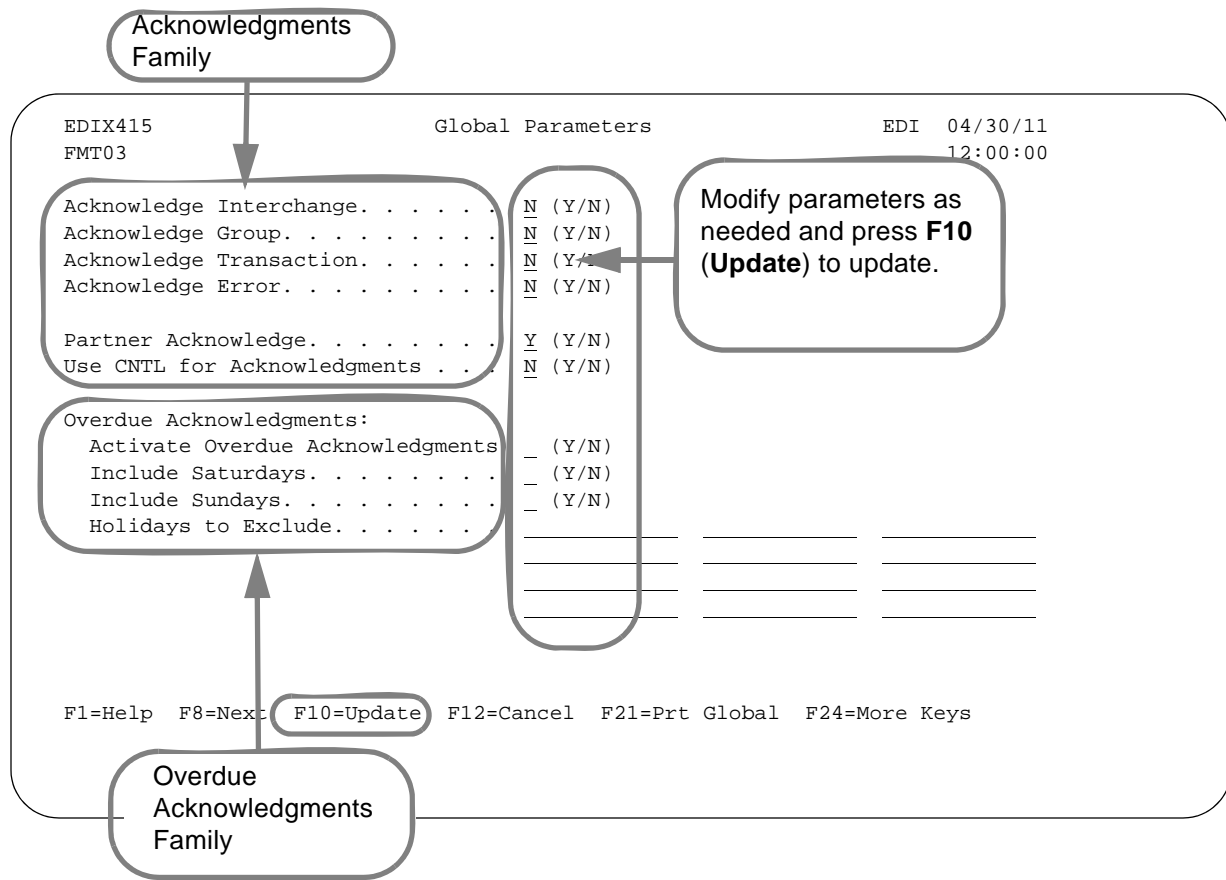 Acknowledgments
Family
EDIX415 Global Parameters EDI 04/30/11
FMT03 12:00:00
Acknowledge Interchange. . . . . . N (Y/N)
Acknowledge Group. . . . . . . . . N (Y/N)
Acknowledge Transaction. . . . . . N (Y/N)
Acknowledge Error. . . . . . . . . N (Y/N)
Partner Acknowledge. . . . . . . . Y (Y/N)
Use CNTL for Acknowledgments . . . N (Y/N)
Modify parameters as
needed and press F10
(Update) to update.
Overdue Acknowledgments:
Activate Overdue Acknowledgments _ (Y/N)
Include Saturdays. . . . . . . . . _ (Y/N)
Include Sundays. . . . . . . . . . _ (Y/N)
Holidays to Exclude. . . . . . .
F1=Help F8=Next F10=Update F12=Cancel F21=Prt Global F24=More Keys
Overdue
Acknowledgments
Family